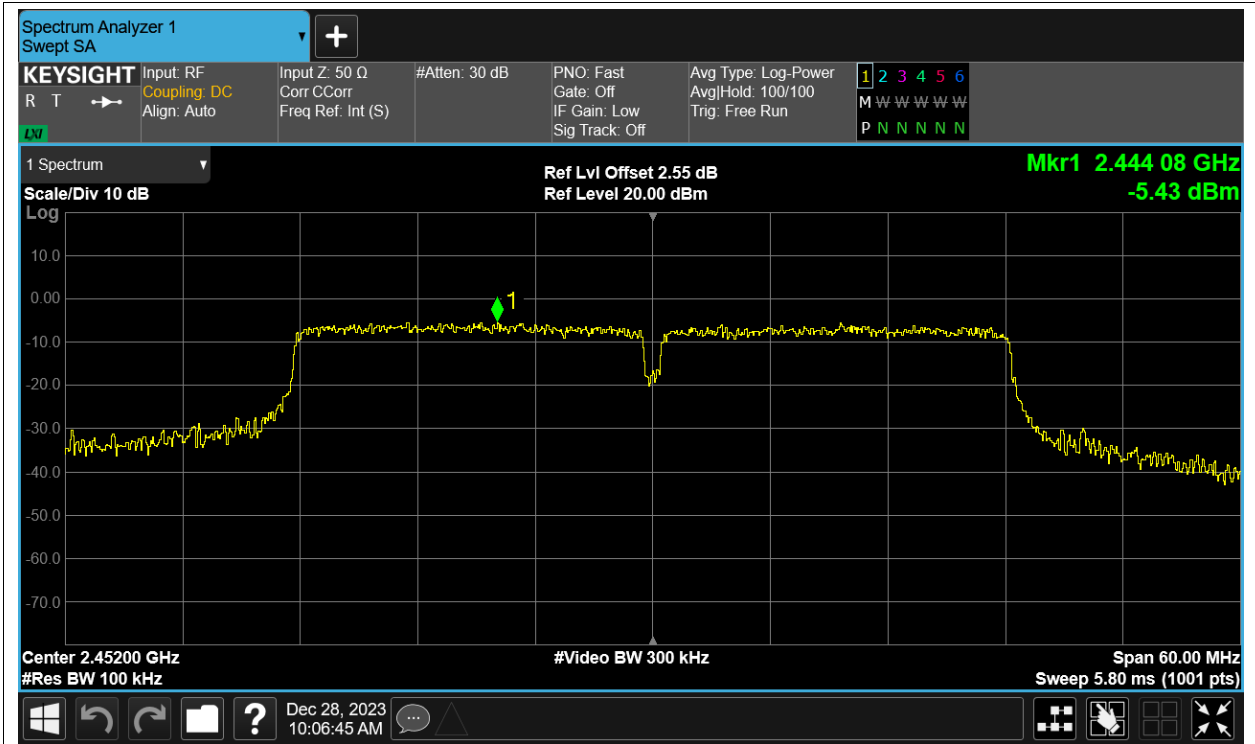 Spectrum Analyzer 1
Swept SA
+
KEYSIGHT
R T
LXI
Input: RF
Coupling: DC
Align: Auto
Input Z: 50 Ω
Corr CCorr
Freq Ref: Int (S)
#Atten: 30 dB
PNO: Fast
Gate: Off
IF Gain: Low
Sig Track: Off
Avg Type: Log-Power
Avg|Hold: 100/100
Trig: Free Run
1 2 3 4 5 6
M W W W W W
P N N N N N
1 Spectrum
Scale/Div 10 dB
Log
Ref Lvl Offset 2.55 dB
Ref Level 20.00 dBm
Mkr1 2.444 08 GHz
-5.43 dBm
10.0
0.00
-10.0
-20.0
-30.0
-40.0
-50.0
-60.0
-70.0
1
Center 2.45200 GHz
#Res BW 100 kHz
#Video BW 300 kHz
Span 60.00 MHz
Sweep 5.80 ms (1001 pts)
?
Dec 28, 2023
10:06:45 AM